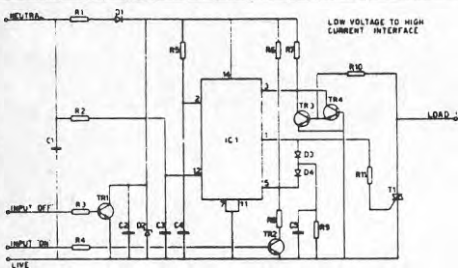 NEUTRAL
R1
D1
LOW VOLTAGE TO HIGH
CURRENT INTERFACE
R5
R6
R7
R10
14
2
3
TR3
TR4
LOAD
R2
IC1
1
C1
12
D3
D4
R11
T1
5
7
11
INPUT OFF
R3
TR1
C2
D2
C3
C4
R8
C5
R9
INPUT ON
R4
TR2
LIVE